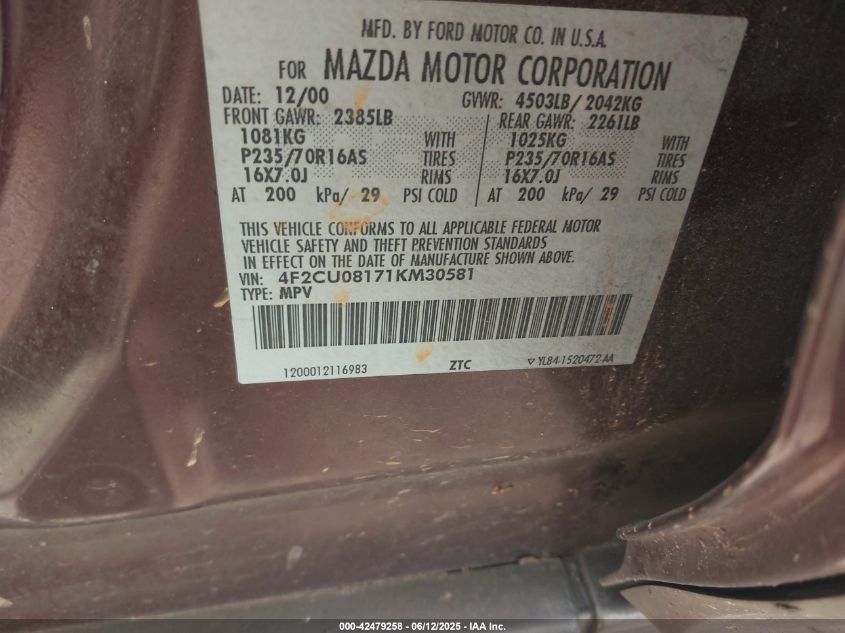 MFD. BY FORD MOTOR CO. IN U.S.A.
FOR MAZDA MOTOR CORPORATION
DATE: 12/00 GVWR: 4503LB/ 2042KG
FRONT GAWR: 2385LB REAR GAWR: 2261LB
1081KG WITH 1025KG WITH
P235/70R16AS TIRES P235/70R16AS TIRES
16X7.0J RIMS 16X7.0J RIMS
AT 200 kPa/ 29 PSI COLD AT 200 kPa/ 29 PSI COLD
THIS VEHICLE CONFORMS TO ALL APPLICABLE FEDERAL MOTOR
VEHICLE SAFETY AND THEFT PREVENTION STANDARDS
IN EFFECT ON THE DATE OF MANUFACTURE SHOWN ABOVE.
VIN: 4F2CU08171KM30581
TYPE: MPV
1200012116983 ZTC ▽ YL84-1520472-AA
000-42479258 - 06/12/2025 - IAA Inc.